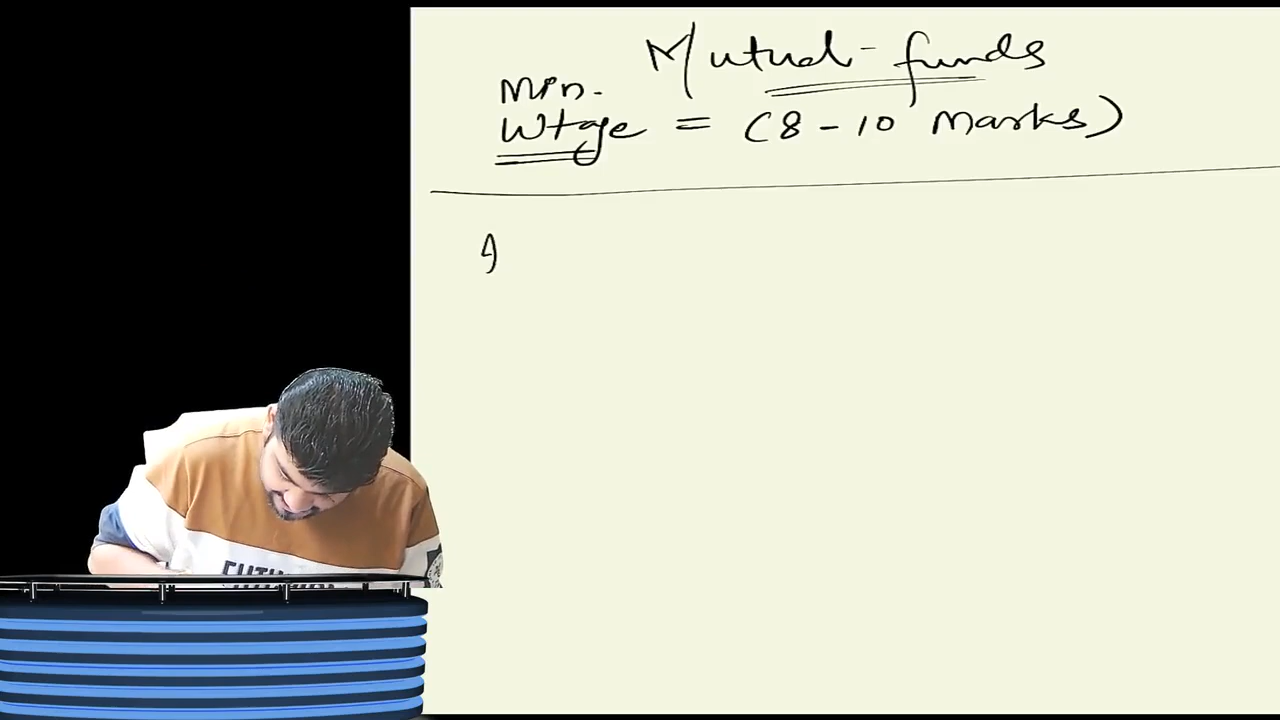 Mutual-funds
Min.
Wtge = (8-10 Marks)